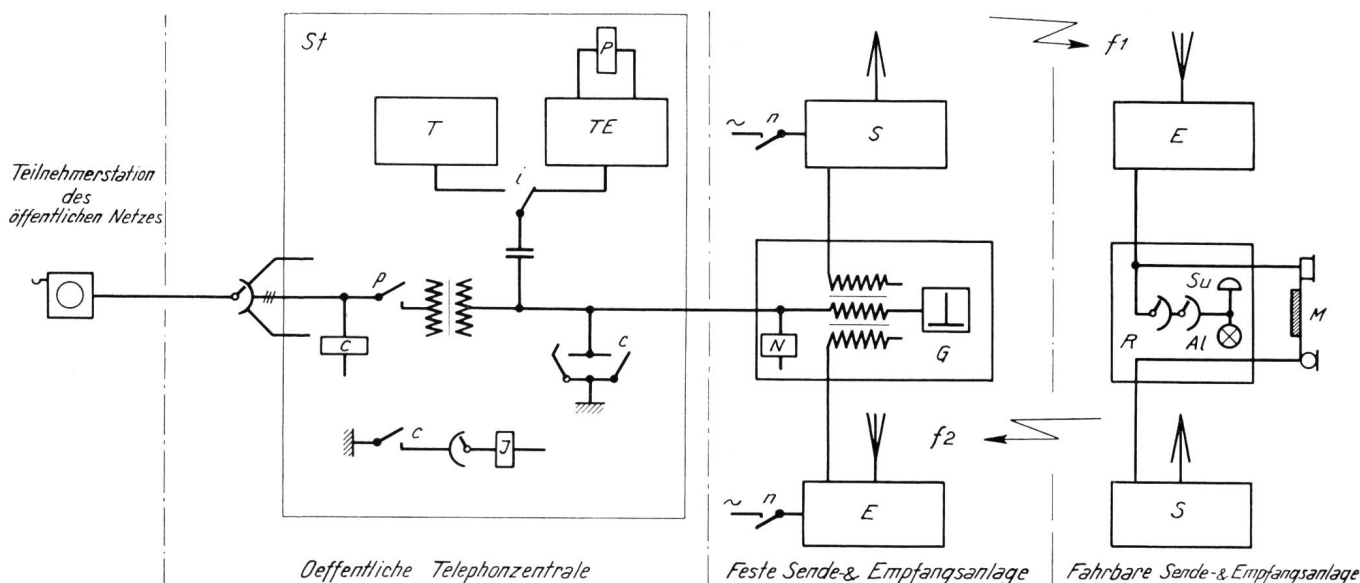 St
P
T
TE
i
Teilnehmerstation
des
öffentlichen Netzes
p
C
c
c
J
Oeffentliche Telephonzentrale
f1
S
~ n
N
G
f2
~ n
E
Feste Sende-& Empfangsanlage
E
Su
R
Al
M
S
Fahrbare Sende-& Empfangsanlage